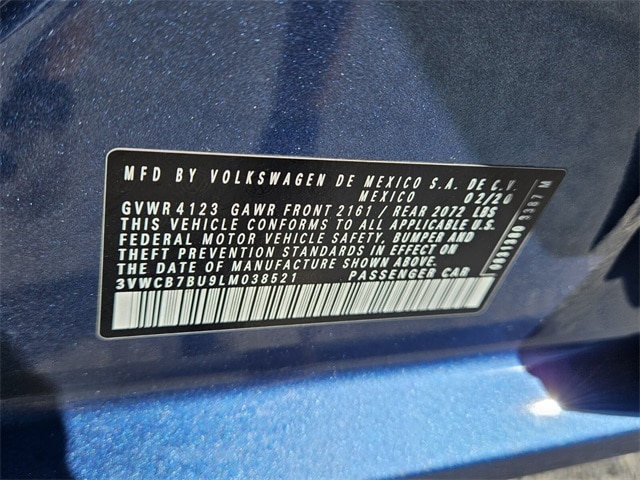 MFD BY VOLKSWAGEN DE MEXICO S.A. DE C.V.
MEXICO 02/20
GVWR 4123 GAWR FRONT 2161 / REAR 2072 LBS
THIS VEHICLE CONFORMS TO ALL APPLICABLE U.S.
FEDERAL MOTOR VEHICLE SAFETY, BUMPER AND
THEFT PREVENTION STANDARDS IN EFFECT ON
THE DATE OF MANUFACTURE SHOWN ABOVE.
3VWCB7BU9LM038521 PASSENGER CAR